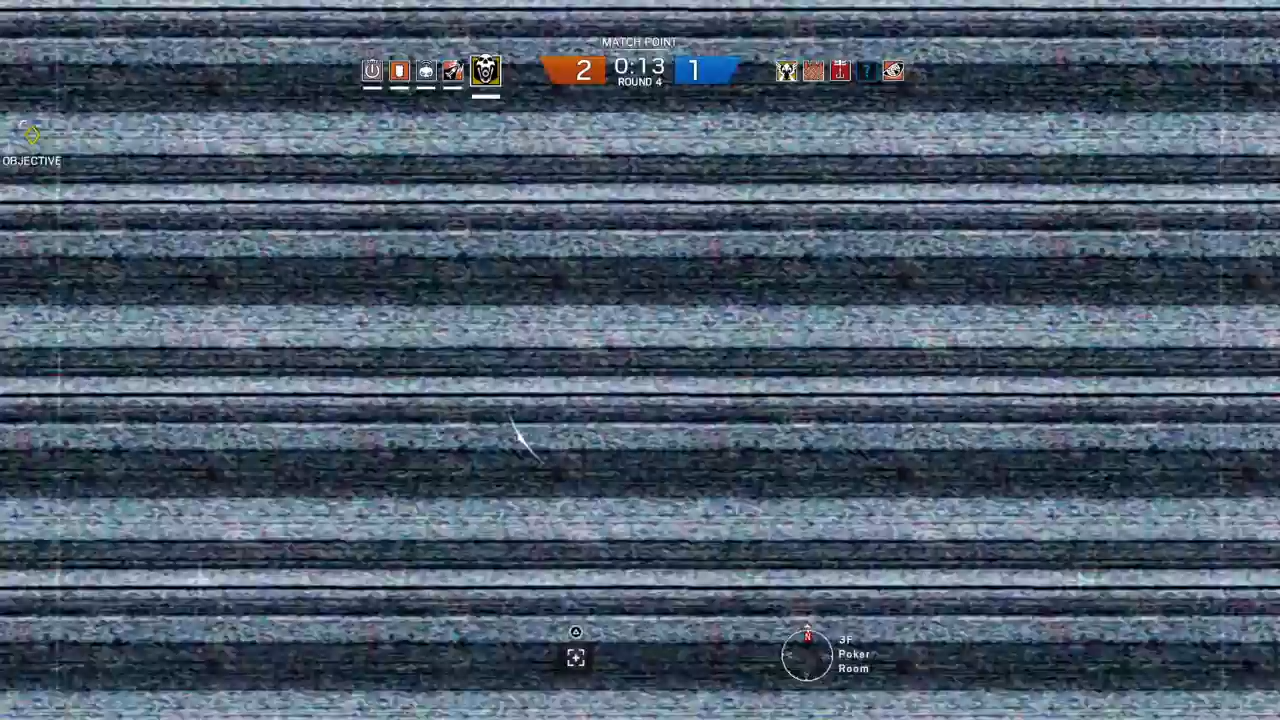 MATCH POINT
2 0:13 1
ROUND 4
?
OBJECTIVE
N
3F
Poker
Room